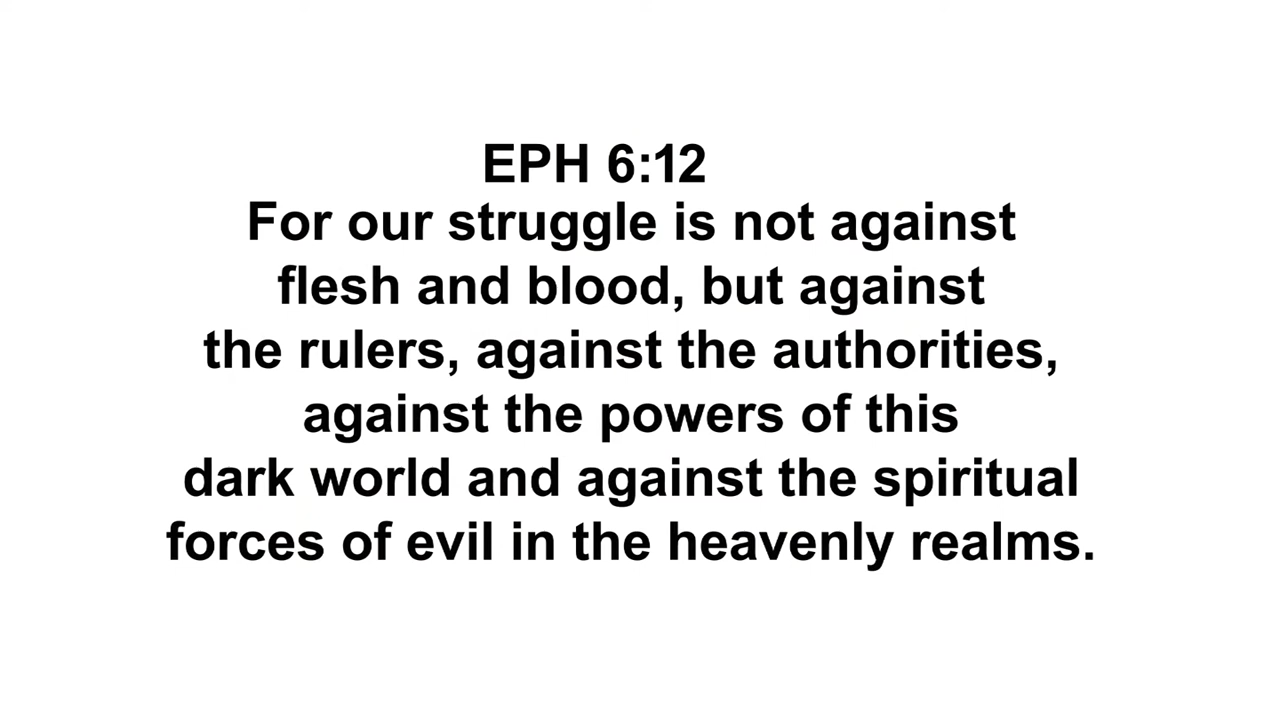 EPH 6:12
For our struggle is not against
flesh and blood, but against
the rulers, against the authorities,
against the powers of this
dark world and against the spiritual
forces of evil in the heavenly realms.